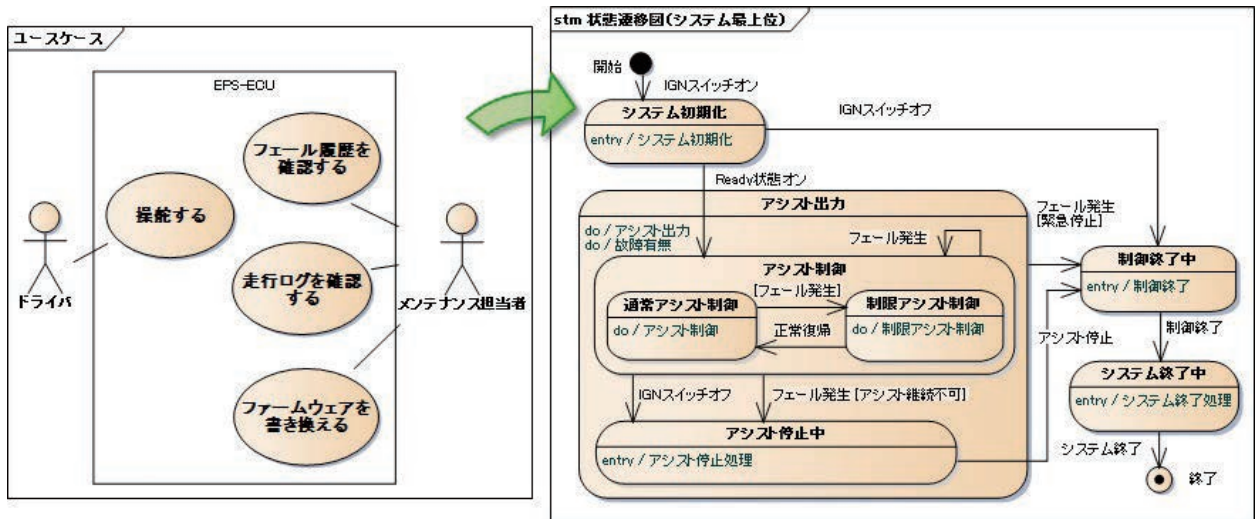 ユースケース
EPS-ECU
フェール履歴を
確認する
操舵する
走行ログを確認
する
ファームウェアを
書き換える
ドライバ
メンテナンス担当者
stm 状態遷移図(システム最上位)
開始
IGNスイッチオン
システム初期化
entry / システム初期化
IGNスイッチオフ
Ready状態オン
アシスト出力
do / アシスト出力
do / 故障有無
フェール発生
アシスト制御
通常アシスト制御
do / アシスト制御
[フェール発生]
正常復帰
制限アシスト制御
do / 制限アシスト制御
IGNスイッチオフ
フェール発生 [アシスト継続不可]
アシスト停止中
entry / アシスト停止処理
フェール発生
[緊急停止]
制御終了中
entry / 制御終了
アシスト停止
制御終了
システム終了中
entry / システム終了処理
システム終了
終了